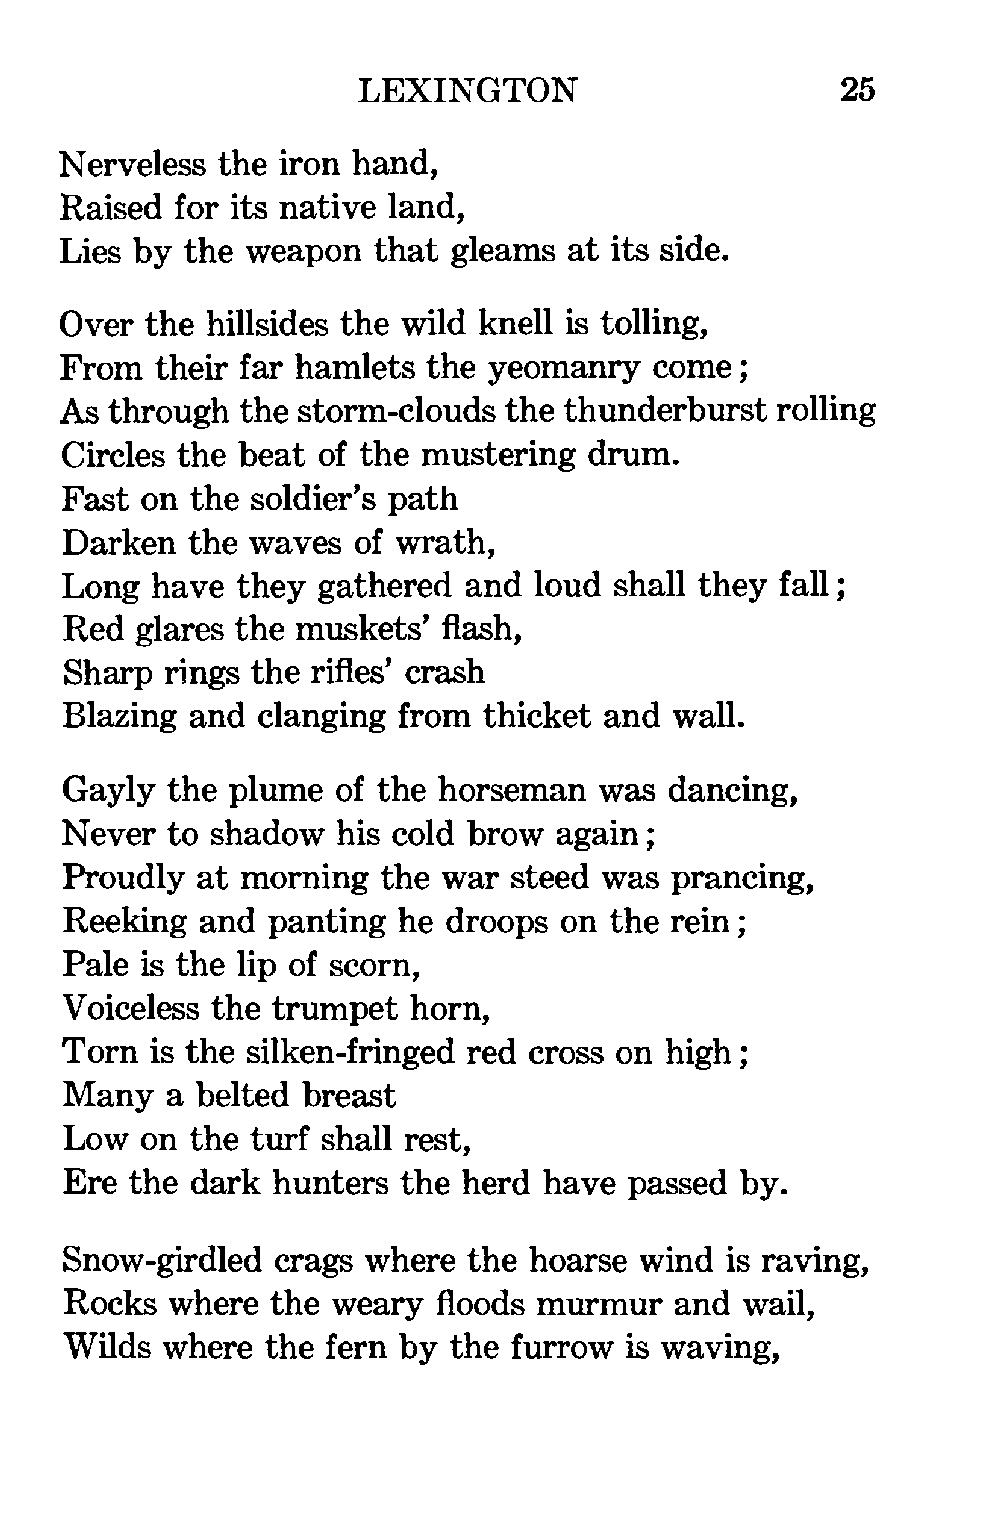 LEXINGTON 25
Nerveless the iron hand,
Raised for its native land,
Lies by the weapon that gleams at its side.
Over the hillsides the wild knell is tolling,
From their far hamlets the yeomanry come;
As through the storm-clouds the thunderburst rolling
Circles the beat of the mustering drum.
Fast on the soldier's path
Darken the waves of wrath,
Long have they gathered and loud shall they fall;
Red glares the muskets' flash,
Sharp rings the rifles' crash
Blazing and clanging from thicket and wall.
Gayly the plume of the horseman was dancing,
Never to shadow his cold brow again;
Proudly at morning the war steed was prancing,
Reeking and panting he droops on the rein;
Pale is the lip of scorn,
Voiceless the trumpet horn,
Torn is the silken-fringed red cross on high;
Many a belted breast
Low on the turf shall rest,
Ere the dark hunters the herd have passed by.
Snow-girdled crags where the hoarse wind is raving,
Rocks where the weary floods murmur and wail,
Wilds where the fern by the furrow is waving,